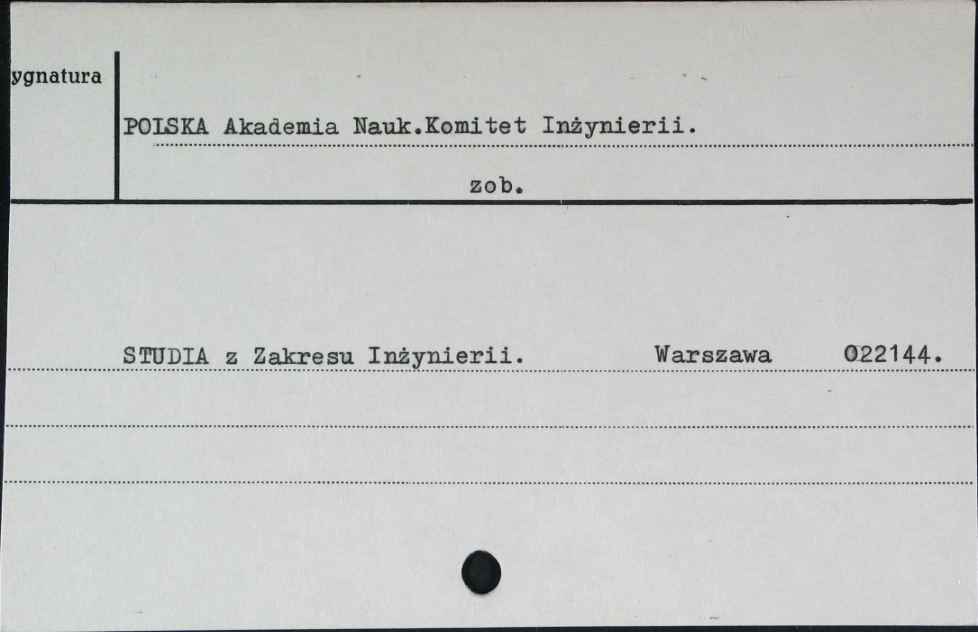 ygnatura
POLSKA Akademia Nauk.Komitet Inżynierii.
zob.
STUDIA z Zakresu Inżynierii. Warszawa 022144.